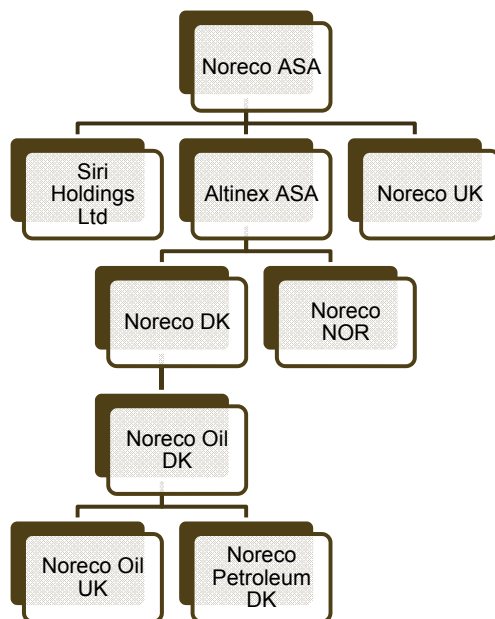 Noreco ASA
Siri
Holdings
Ltd
Altinex ASA
Noreco UK
Noreco DK
Noreco
NOR
Noreco Oil
DK
Noreco Oil
UK
Noreco
Petroleum
DK